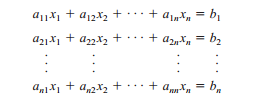 a₁₁x₁ + a₁₂x₂ + · · · + a₁ₙxₙ = b₁
a₂₁x₁ + a₂₂x₂ + · · · + a₂ₙxₙ = b₂
⋮ ⋮ ⋮ ⋮
aₙ₁x₁ + aₙ₂x₂ + · · · + aₙₙxₙ = bₙ